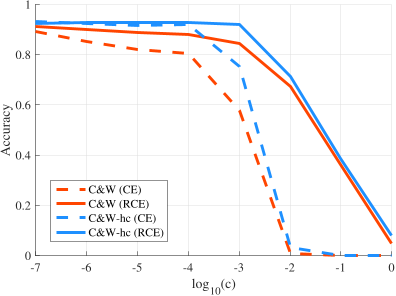 1
0.8
0.6
0.4
0.2
0
Accuracy
C&W (CE)
C&W (RCE)
C&W-hc (CE)
C&W-hc (RCE)
-7 -6 -5 -4 -3 -2 -1 0
log10(c)